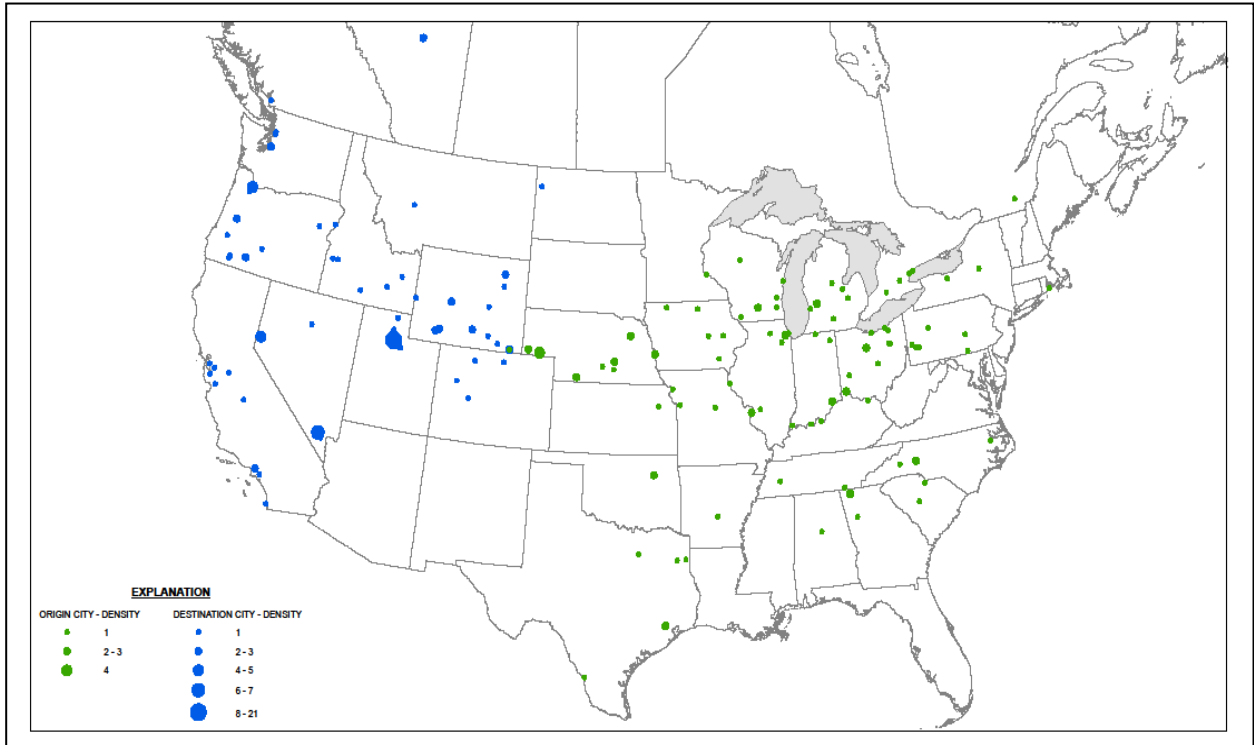 EXPLANATION
ORIGIN CITY - DENSITY DESTINATION CITY - DENSITY
1 1
2 - 3 2 - 3
4 4 - 5
6 - 7
8 - 21